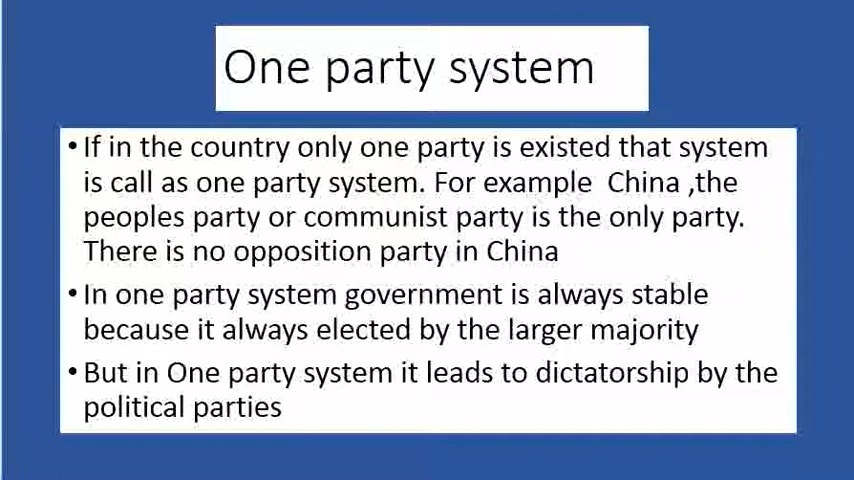 One party system
• If in the country only one party is existed that system
is call as one party system. For example  China ,the
peoples party or communist party is the only party.
There is no opposition party in China
• In one party system government is always stable
because it always elected by the larger majority
• But in One party system it leads to dictatorship by the
political parties